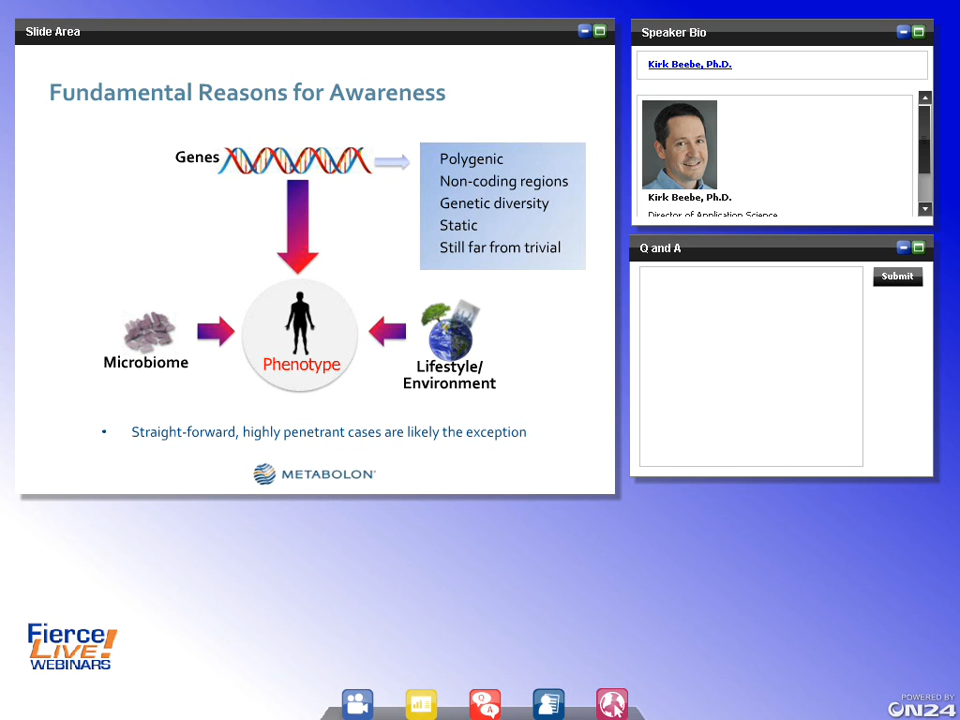 Slide Area
Fundamental Reasons for Awareness
Genes
Polygenic
Non-coding regions
Genetic diversity
Static
Still far from trivial
Microbiome
Phenotype
Lifestyle/
Environment
• Straight-forward, highly penetrant cases are likely the exception
METABOLON
Speaker Bio
Kirk Beebe, Ph.D.
Kirk Beebe, Ph.D.
Director of Application Science
Q and A
Submit
Fierce
LIVE!
WEBINARS
Q
A
POWERED BY
ON24